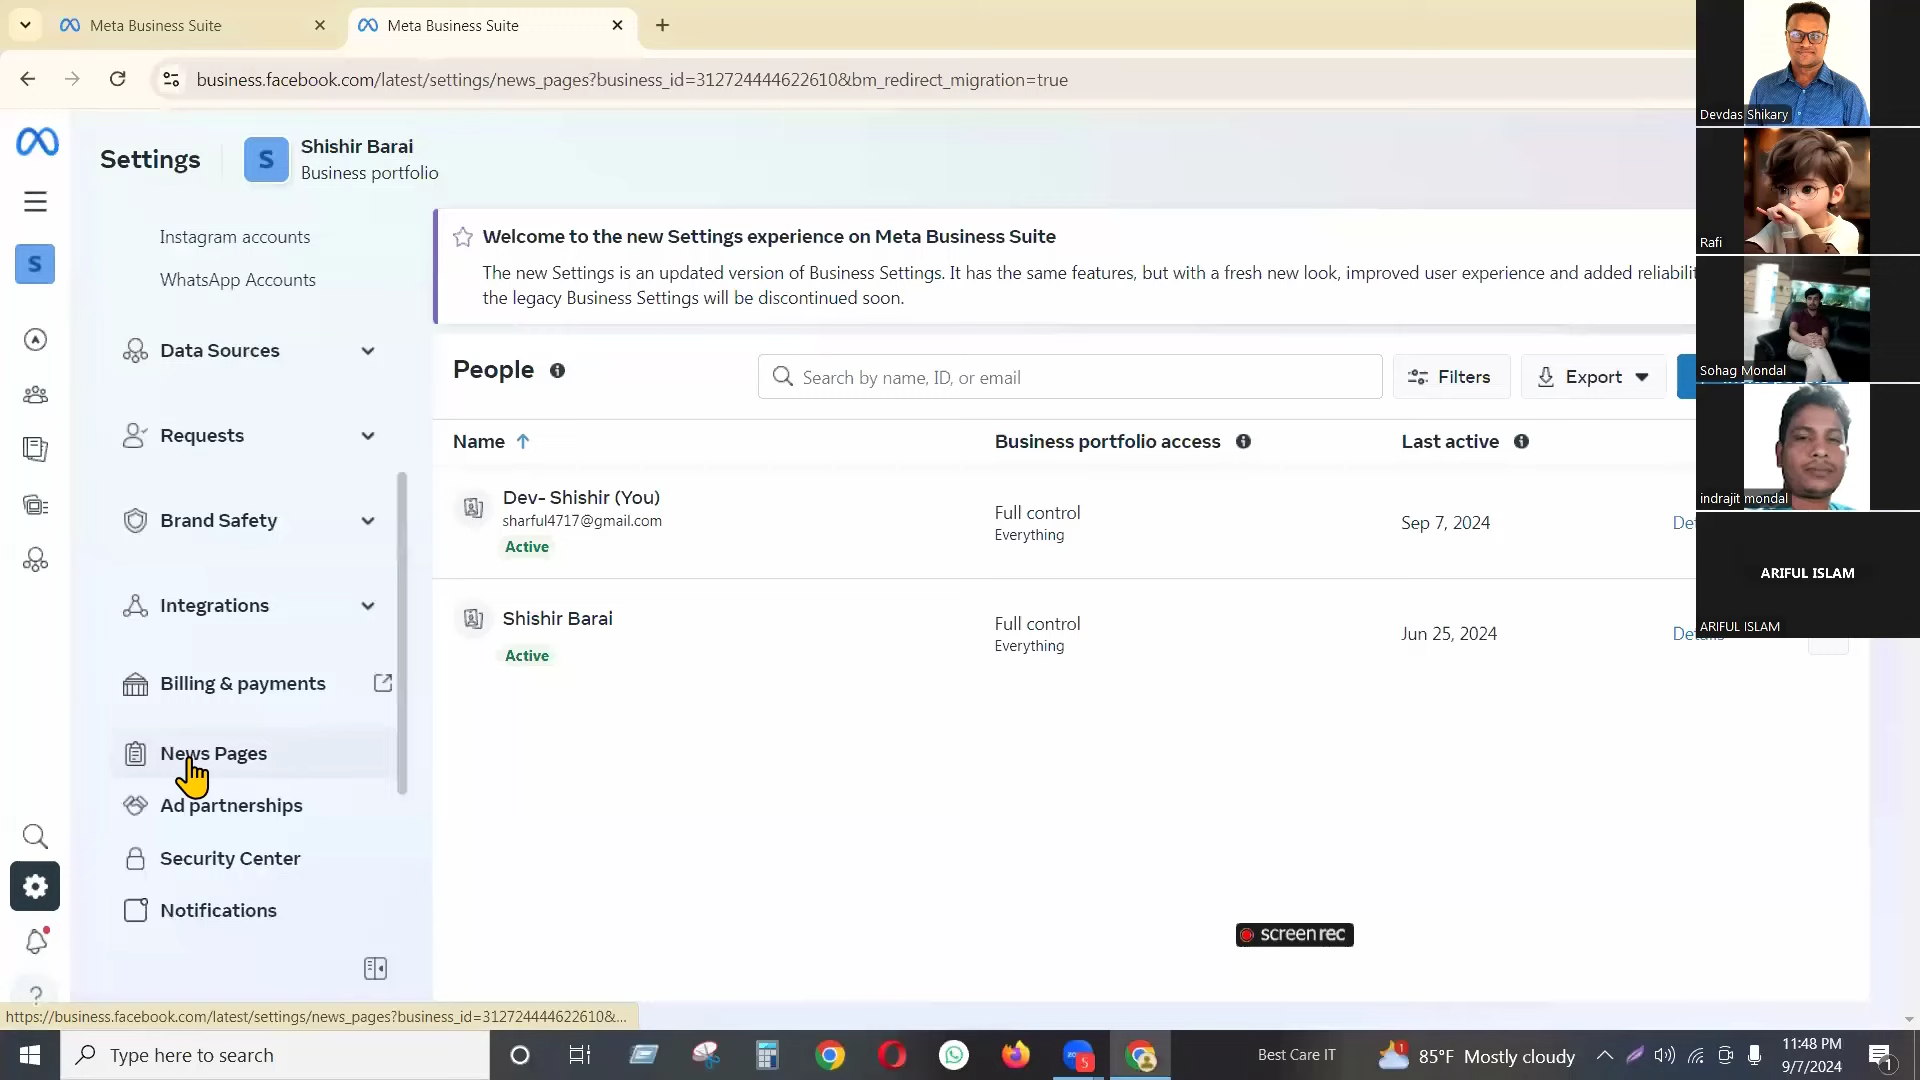 Meta Business Suite
Meta Business Suite
business.facebook.com/latest/settings/news_pages?business_id=312724444622610&bm_redirect_migration=true
Settings
S
Shishir Barai
Business portfolio
S
Instagram accounts
WhatsApp Accounts
Data Sources
Requests
Brand Safety
Integrations
Billing & payments
News Pages
Ad partnerships
Security Center
Notifications
Welcome to the new Settings experience on Meta Business Suite
The new Settings is an updated version of Business Settings. It has the same features, but with a fresh new look, improved user experience and added
the legacy Business Settings will be discontinued soon.
People
Search by name, ID, or email
Filters
Export
Name
Business portfolio access
Last active
Dev- Shishir (You)
sharful4717@gmail.com
Active
Full control
Everything
Sep 7, 2024
Shishir Barai
Active
Full control
Everything
Jun 25, 2024
Devdas Shikary
Rafi
Sohag Mondal
indrajit mondal
ARIFUL ISLAM
ARIFUL ISLAM
screenrec
https://business.facebook.com/latest/settings/news_pages?business_id=312724444622610&...
Type here to search
Best Care IT
85°F Mostly cloudy
11:48 PM
9/7/2024
1